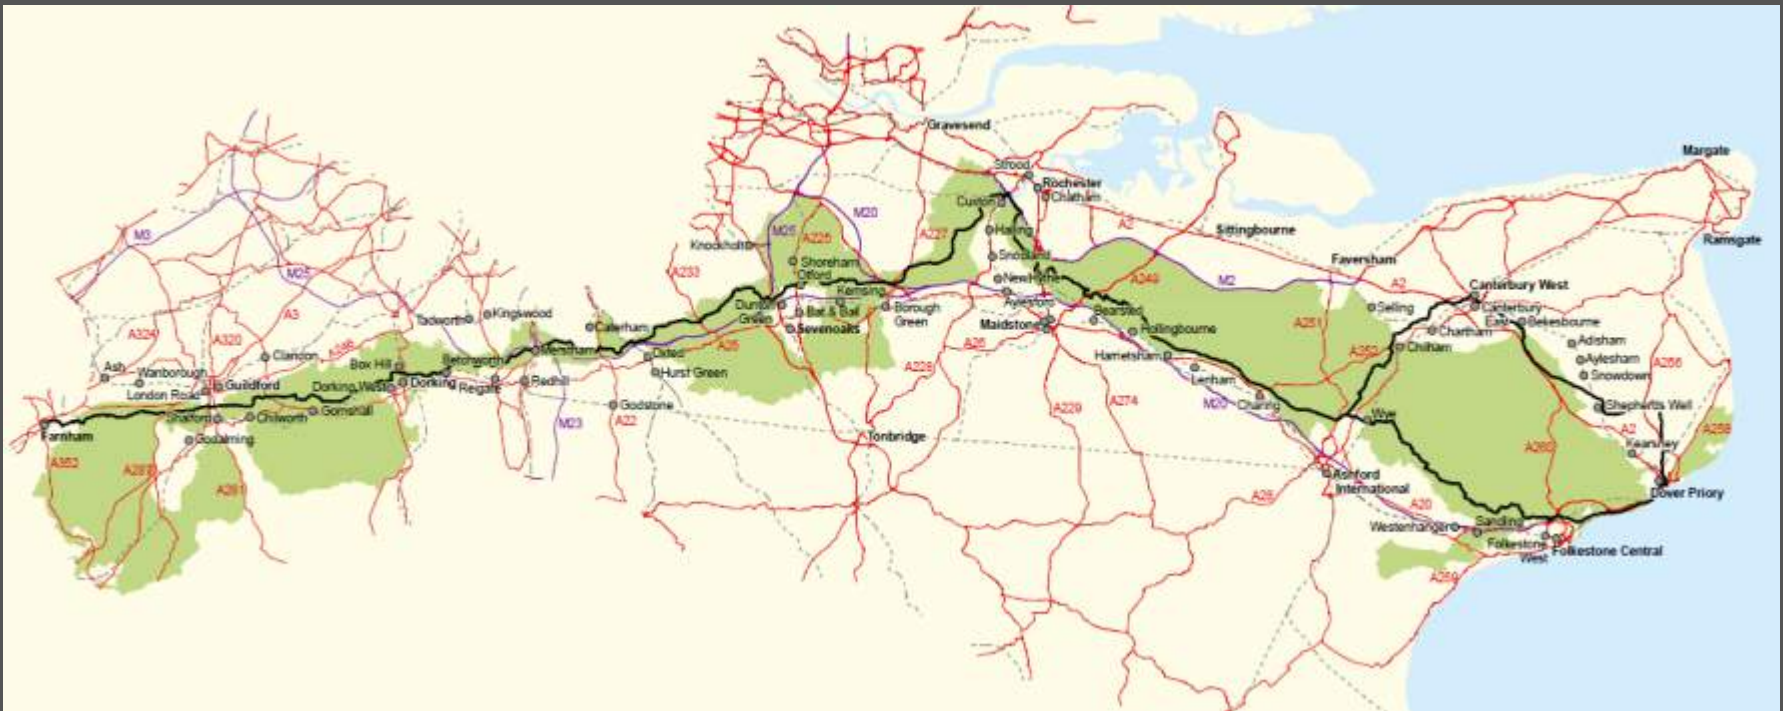 Gravesend
Margate
Strood
Rochester
Chatham
Cuxton
M20
A2
M3
M25
A225
A227
Halling
Sittingbourne
Ramsgate
Knockholt
Shoreham
Otford
Snodland
A249
M2
Faversham
A2
M25
A233
Kemsing
New Hythe
Aylesford
Canterbury West
A3
Kingswood
Tadworth
Dunton
Green
Bat & Ball
Borough
Green
Bearsted
Selling
Canterbury
East
Bekesbourne
A324
A320
Caterham
Sevenoaks
Maidstone
Hollingbourne
A251
A252
Chartham
Adisham
Clandon
A246
Merstham
Oxted
A25
A26
Harrietsham
Chilham
Aylesham
Ash
Wanborough
Box Hill
Betchworth
Hurst Green
A228
Lenham
Snowdown
A256
London Road
Guildford
Dorking West
Dorking
Reigate
Redhill
Godstone
A229
A274
M20
Charing
Shepherds Well
Shalford
Chilworth
Gomshall
M23
A22
Wye
A2
A258
Farnham
Godalming
Tonbridge
A260
Kearsney
A287
A281
Ashford
International
Dover Priory
A20
Westenhanger
Sandling
Folkestone
West
Folkestone Central
A259